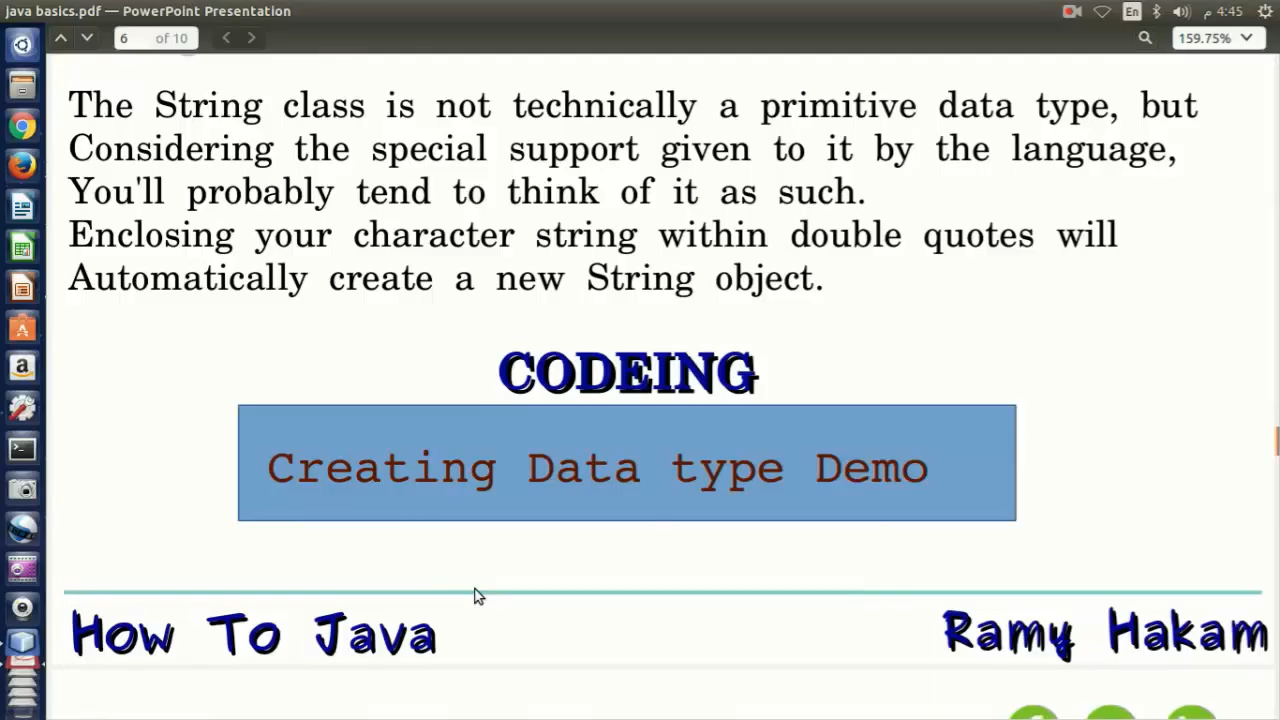 java basics.pdf — PowerPoint Presentation
En
م 4:45
6 of 10
159.75%
The String class is not technically a primitive data type, but
Considering the special support given to it by the language,
You'll probably tend to think of it as such.
Enclosing your character string within double quotes will
Automatically create a new String object.
CODEING
Creating Data type Demo
How To Java
Ramy Hakam